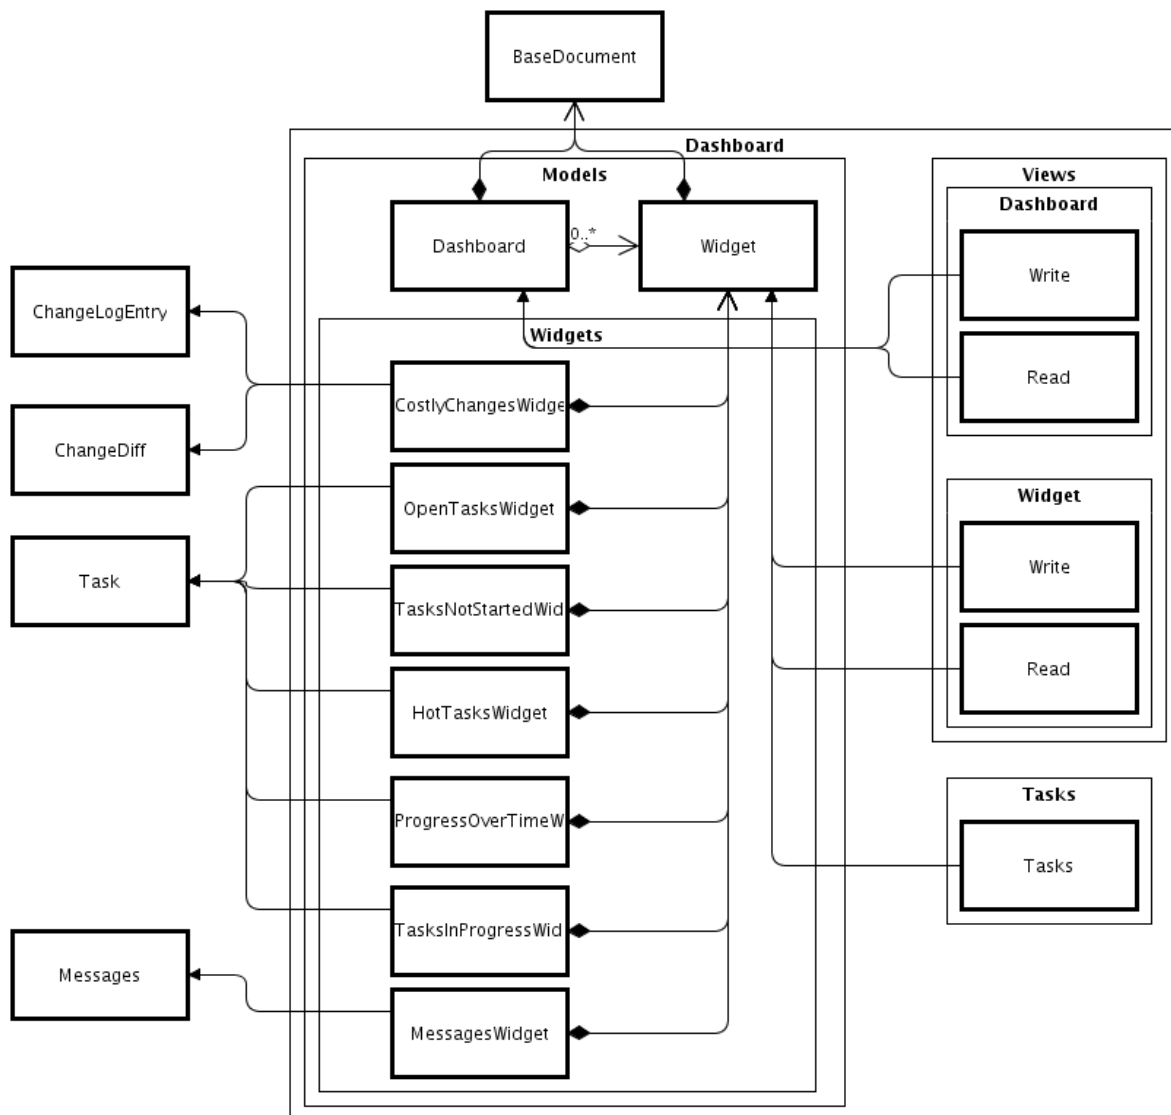 BaseDocument
Dashboard
Models
Views
Dashboard
Dashboard
0..*
Widget
Write
ChangeLogEntry
Widgets
Read
CostlyChangesWidge
ChangeDiff
OpenTasksWidget
Widget
Write
Task
TasksNotStartedWid
Read
HotTasksWidget
Tasks
ProgressOverTimeW
Tasks
TasksInProgressWid
Messages
MessagesWidget